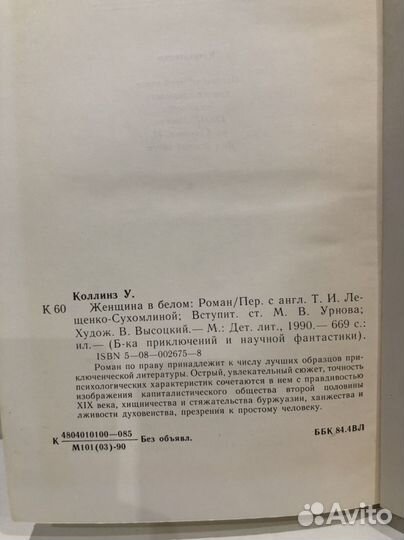 Коллинз У.
К 60 Женщина в белом: Роман/Пер. с англ. Т. И. Ле-
щенко-Сухомлиной; Вступит. ст. М. В. Урнова;
Худож. В. Высоцкий.— М.: Дет. лит., 1990.— 669 с.:
ил.— (Б-ка приключений и научной фантастики).
ISBN 5—08—002675—8
Роман по праву принадлежит к числу лучших образцов при-
ключенческой литературы. Острый, увлекательный сюжет, точность
психологических характеристик сочетаются в нем с правдивостью
изображения капиталистического общества второй половины
XIX века, хищничества и стяжательства буржуазии, ханжества и
лживости духовенства, презрения к простому человеку.
К 4804010100—085 Без объявл. ББК 84.4ВЛ
М101(03)-90
Avito